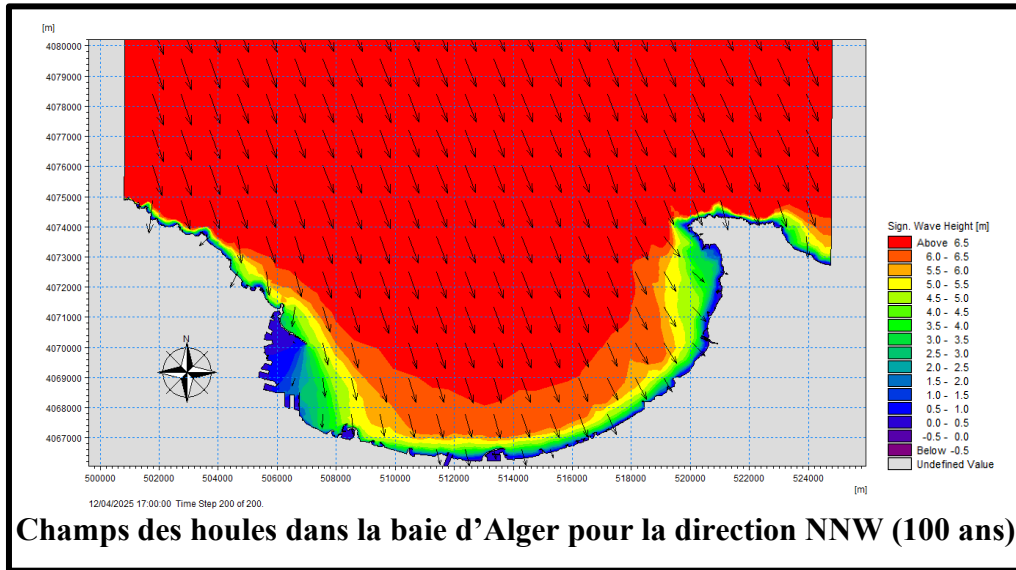 [m]
4080000
4079000
4078000
4077000
4076000
4075000
4074000
4073000
4072000
4071000
4070000
4069000
4068000
4067000
N
500000 502000 504000 506000 508000 510000 512000 514000 516000 518000 520000 522000 524000
[m]
Sign. Wave Height [m]
Above 6.5
6.0 - 6.5
5.5 - 6.0
5.0 - 5.5
4.5 - 5.0
4.0 - 4.5
3.5 - 4.0
3.0 - 3.5
2.5 - 3.0
2.0 - 2.5
1.5 - 2.0
1.0 - 1.5
0.5 - 1.0
0.0 - 0.5
-0.5 - 0.0
Below -0.5
Undefined Value
12/04/2025 17:00:00 Time Step 200 of 200.
Champs des houles dans la baie d’Alger pour la direction NNW (100 ans)